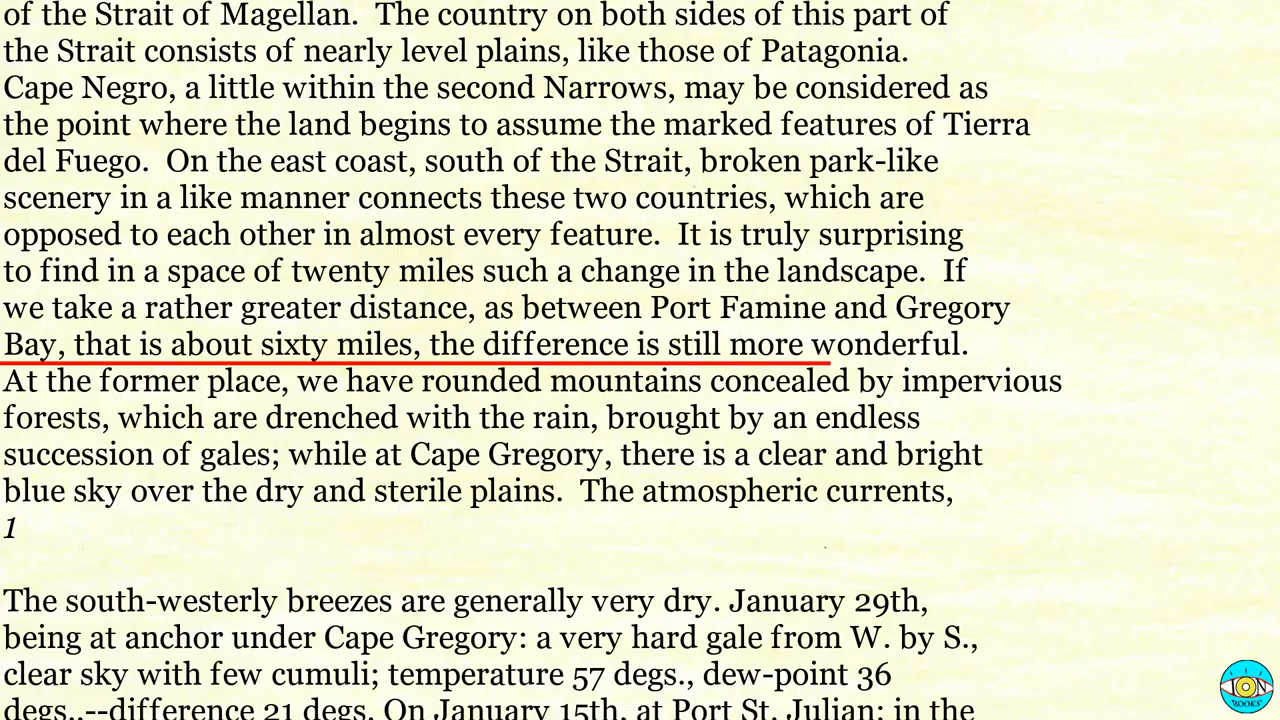 of the Strait of Magellan.  The country on both sides of this part of
the Strait consists of nearly level plains, like those of Patagonia.
Cape Negro, a little within the second Narrows, may be considered as
the point where the land begins to assume the marked features of Tierra
del Fuego.  On the east coast, south of the Strait, broken park-like
scenery in a like manner connects these two countries, which are
opposed to each other in almost every feature.  It is truly surprising
to find in a space of twenty miles such a change in the landscape.  If
we take a rather greater distance, as between Port Famine and Gregory
Bay, that is about sixty miles, the difference is still more wonderful.
At the former place, we have rounded mountains concealed by impervious
forests, which are drenched with the rain, brought by an endless
succession of gales; while at Cape Gregory, there is a clear and bright
blue sky over the dry and sterile plains.  The atmospheric currents,
1
The south-westerly breezes are generally very dry. January 29th,
being at anchor under Cape Gregory: a very hard gale from W. by S.,
clear sky with few cumuli; temperature 57 degs., dew-point 36
degs.,--difference 21 degs. On January 15th, at Port St. Julian: in the
ION
BOOKS